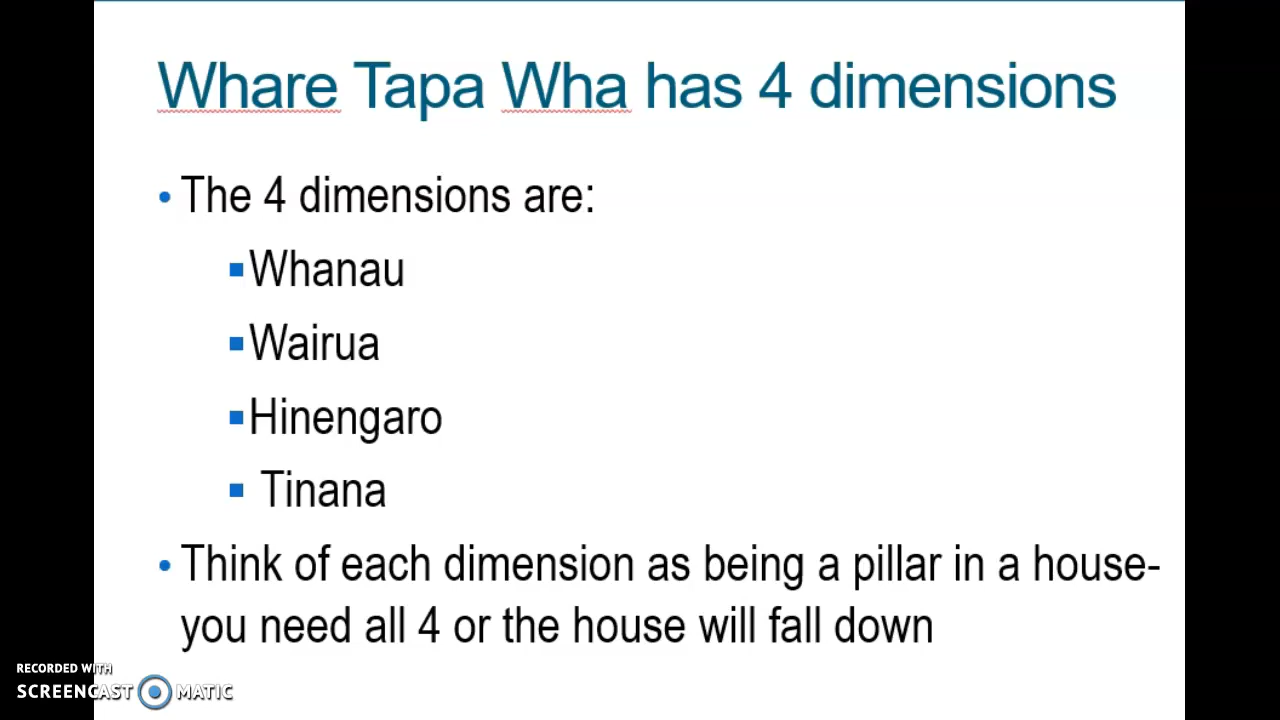 Whare Tapa Wha has 4 dimensions
• The 4 dimensions are:
▪Whanau
▪Wairua
▪Hinengaro
▪ Tinana
• Think of each dimension as being a pillar in a house-
you need all 4 or the house will fall down
RECORDED WITH
SCREENCAST MATIC